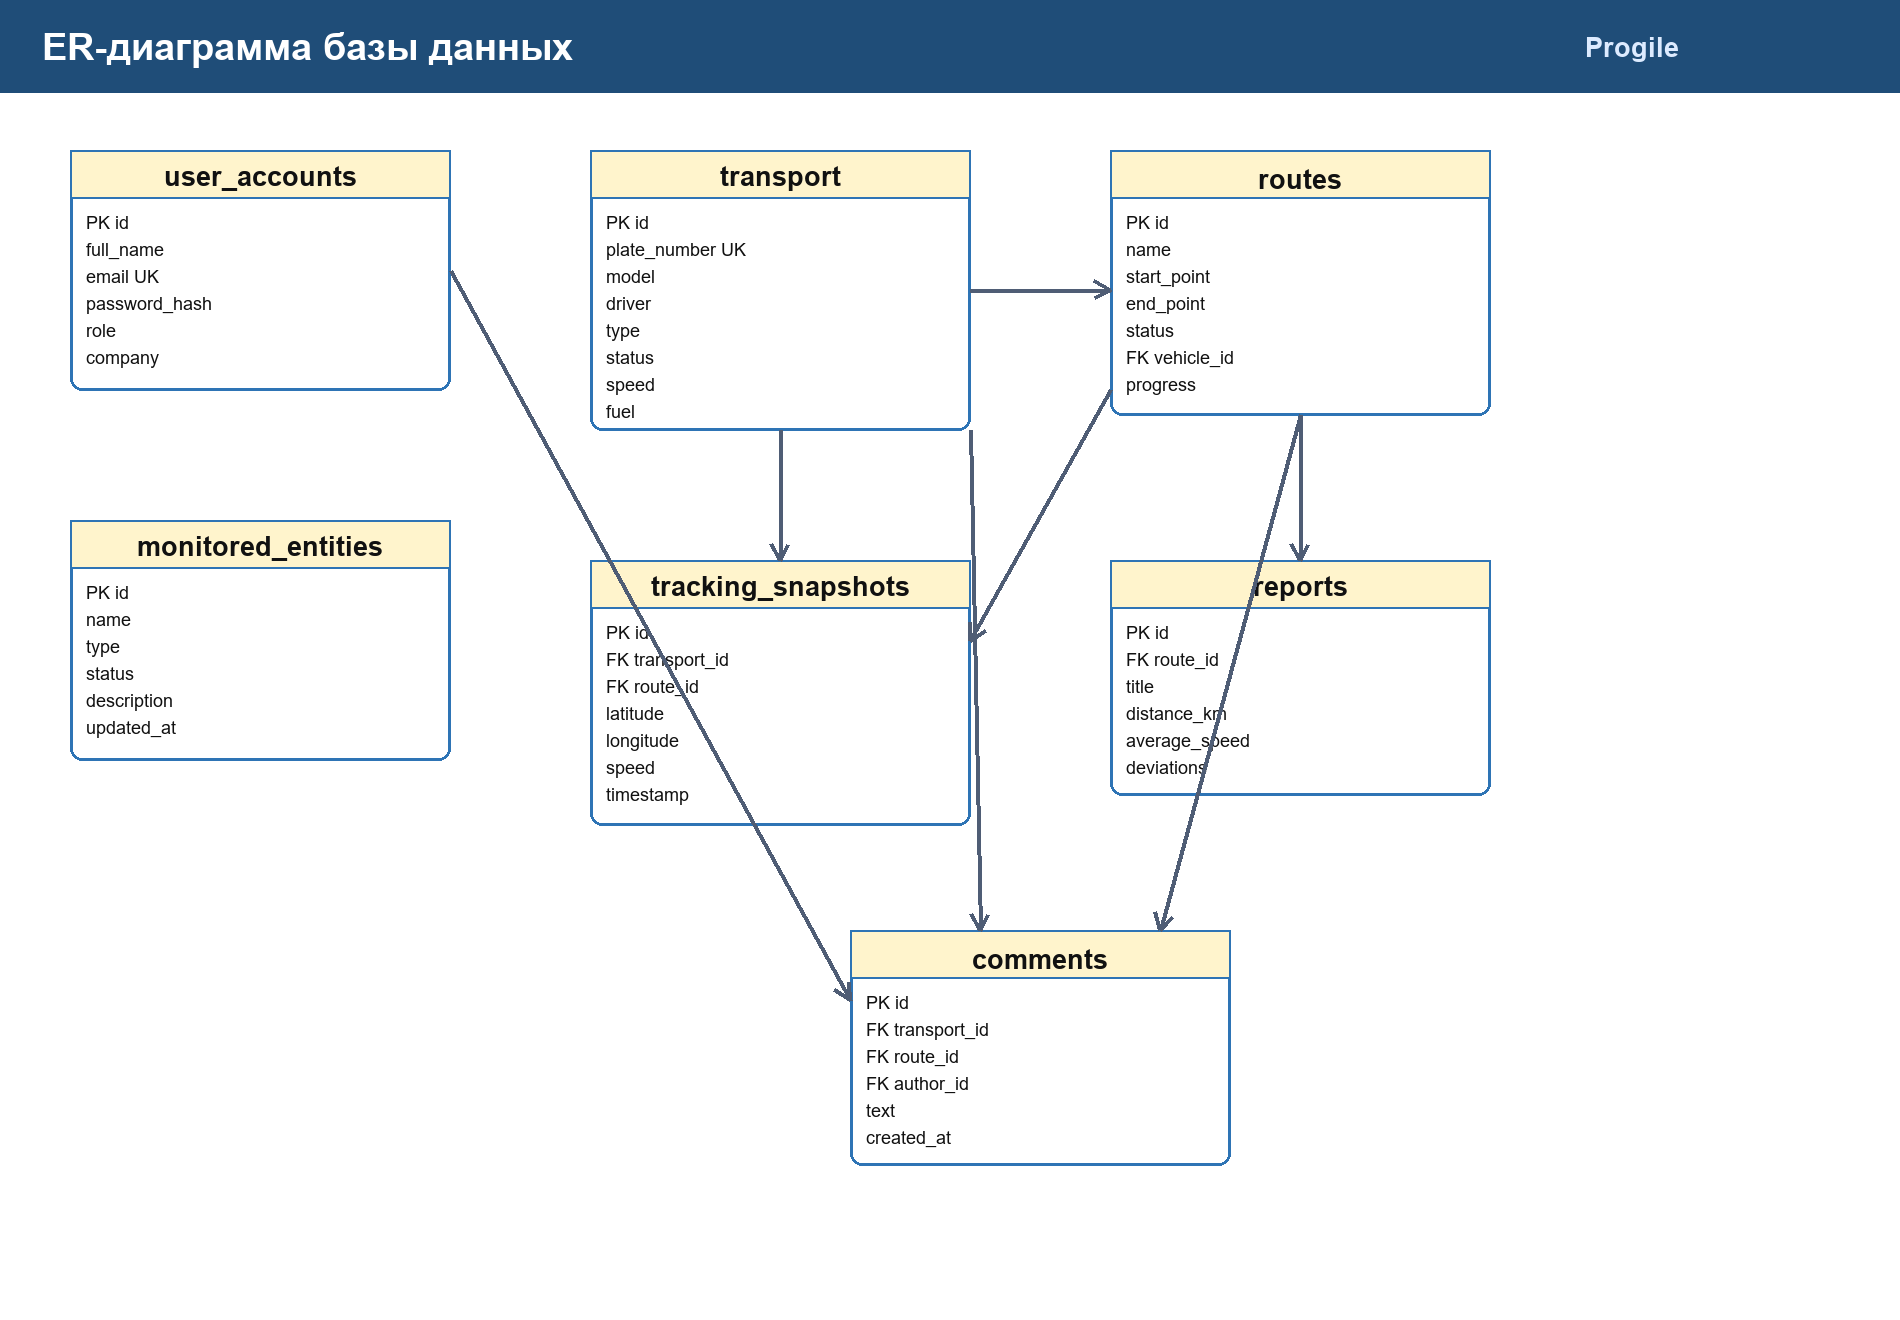 ER-диаграмма базы данных
Progile
user_accounts
PK id
full_name
email UK
password_hash
role
company
transport
PK id
plate_number UK
model
driver
type
status
speed
fuel
routes
PK id
name
start_point
end_point
status
FK vehicle_id
progress
monitored_entities
PK id
name
type
status
description
updated_at
tracking_snapshots
PK id
FK transport_id
FK route_id
latitude
longitude
speed
timestamp
reports
PK id
FK route_id
title
distance_km
average_speed
deviations
comments
PK id
FK transport_id
FK route_id
FK author_id
text
created_at